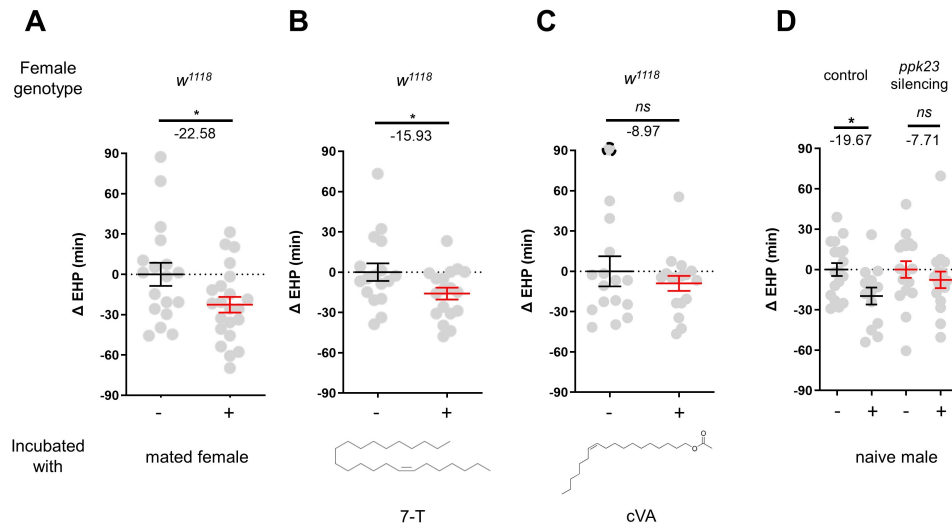 A
B
C
D
Female genotype
w1118
w1118
w1118
control
ppk23 silencing
*
-22.58
*
-15.93
ns
-8.97
*
-19.67
ns
-7.71
Δ EHP (min)
90
60
30
0
-30
-60
-90
Δ EHP (min)
90
60
30
0
-30
-60
-90
Δ EHP (min)
90
60
30
0
-30
-60
-90
Δ EHP (min)
90
60
30
0
-30
-60
-90
- +
- +
- +
- + - +
Incubated with
mated female
7-T
O
O
cVA
naive male